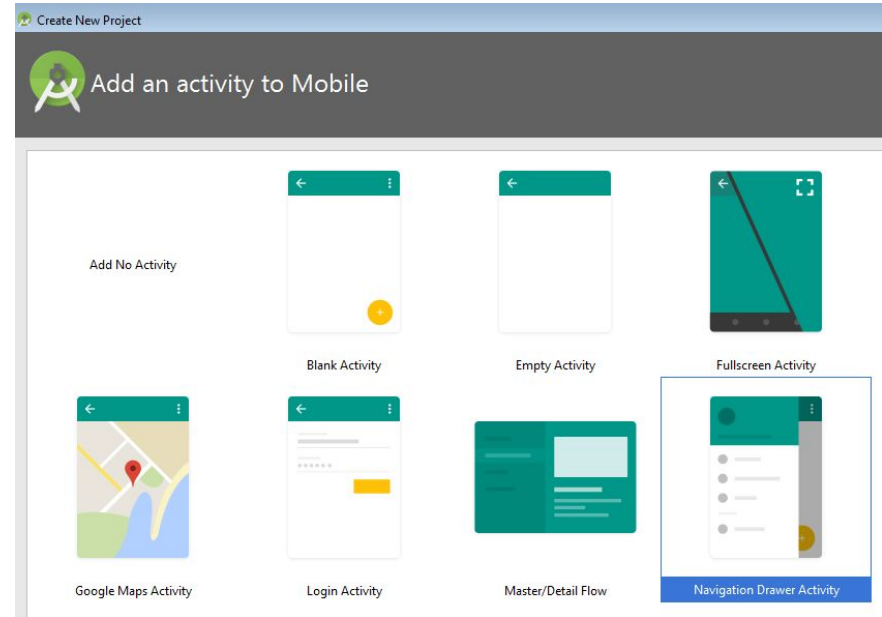 Create New Project
Add an activity to Mobile
Add No Activity
Blank Activity
Empty Activity
Fullscreen Activity
Google Maps Activity
Login Activity
Master/Detail Flow
Navigation Drawer Activity